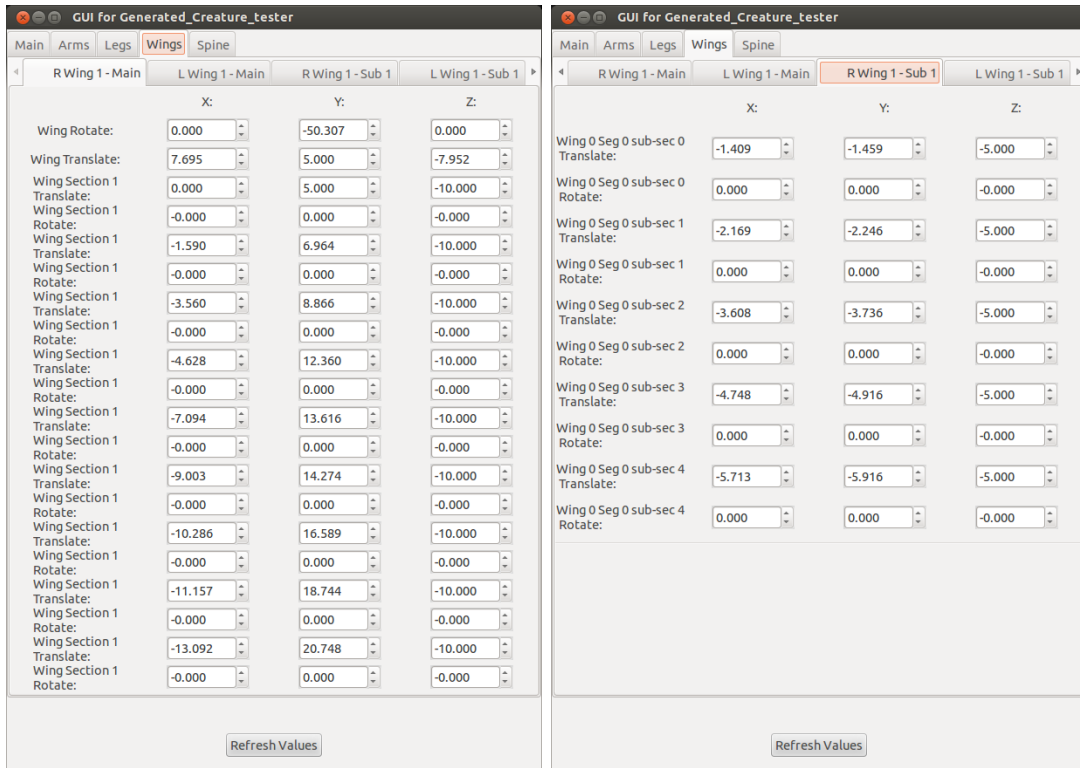 GUI for Generated_Creature_tester
Main Arms Legs Wings Spine
R Wing 1 - Main L Wing 1 - Main R Wing 1 - Sub 1 L Wing 1 - Sub 1
X: Y: Z:
Wing Rotate: 0.000 -50.307 0.000
Wing Translate: 7.695 5.000 -7.952
Wing Section 1
Translate: 0.000 5.000 -10.000
Wing Section 1
Rotate: -0.000 0.000 -0.000
Wing Section 1
Translate: -1.590 6.964 -10.000
Wing Section 1
Rotate: -0.000 0.000 -0.000
Wing Section 1
Translate: -3.560 8.866 -10.000
Wing Section 1
Rotate: -0.000 0.000 -0.000
Wing Section 1
Translate: -4.628 12.360 -10.000
Wing Section 1
Rotate: -0.000 0.000 -0.000
Wing Section 1
Translate: -7.094 13.616 -10.000
Wing Section 1
Rotate: -0.000 0.000 -0.000
Wing Section 1
Translate: -9.003 14.274 -10.000
Wing Section 1
Rotate: -0.000 0.000 -0.000
Wing Section 1
Translate: -10.286 16.589 -10.000
Wing Section 1
Rotate: -0.000 0.000 -0.000
Wing Section 1
Translate: -11.157 18.744 -10.000
Wing Section 1
Rotate: -0.000 0.000 -0.000
Wing Section 1
Translate: -13.092 20.748 -10.000
Wing Section 1
Rotate: -0.000 0.000 -0.000
Refresh Values
GUI for Generated_Creature_tester
Main Arms Legs Wings Spine
R Wing 1 - Main L Wing 1 - Main R Wing 1 - Sub 1 L Wing 1 - Sub 1
X: Y: Z:
Wing 0 Seg 0 sub-sec 0
Translate: -1.409 -1.459 -5.000
Wing 0 Seg 0 sub-sec 0
Rotate: 0.000 0.000 -0.000
Wing 0 Seg 0 sub-sec 1
Translate: -2.169 -2.246 -5.000
Wing 0 Seg 0 sub-sec 1
Rotate: 0.000 0.000 -0.000
Wing 0 Seg 0 sub-sec 2
Translate: -3.608 -3.736 -5.000
Wing 0 Seg 0 sub-sec 2
Rotate: 0.000 0.000 -0.000
Wing 0 Seg 0 sub-sec 3
Translate: -4.748 -4.916 -5.000
Wing 0 Seg 0 sub-sec 3
Rotate: 0.000 0.000 -0.000
Wing 0 Seg 0 sub-sec 4
Translate: -5.713 -5.916 -5.000
Wing 0 Seg 0 sub-sec 4
Rotate: 0.000 0.000 -0.000
Refresh Values